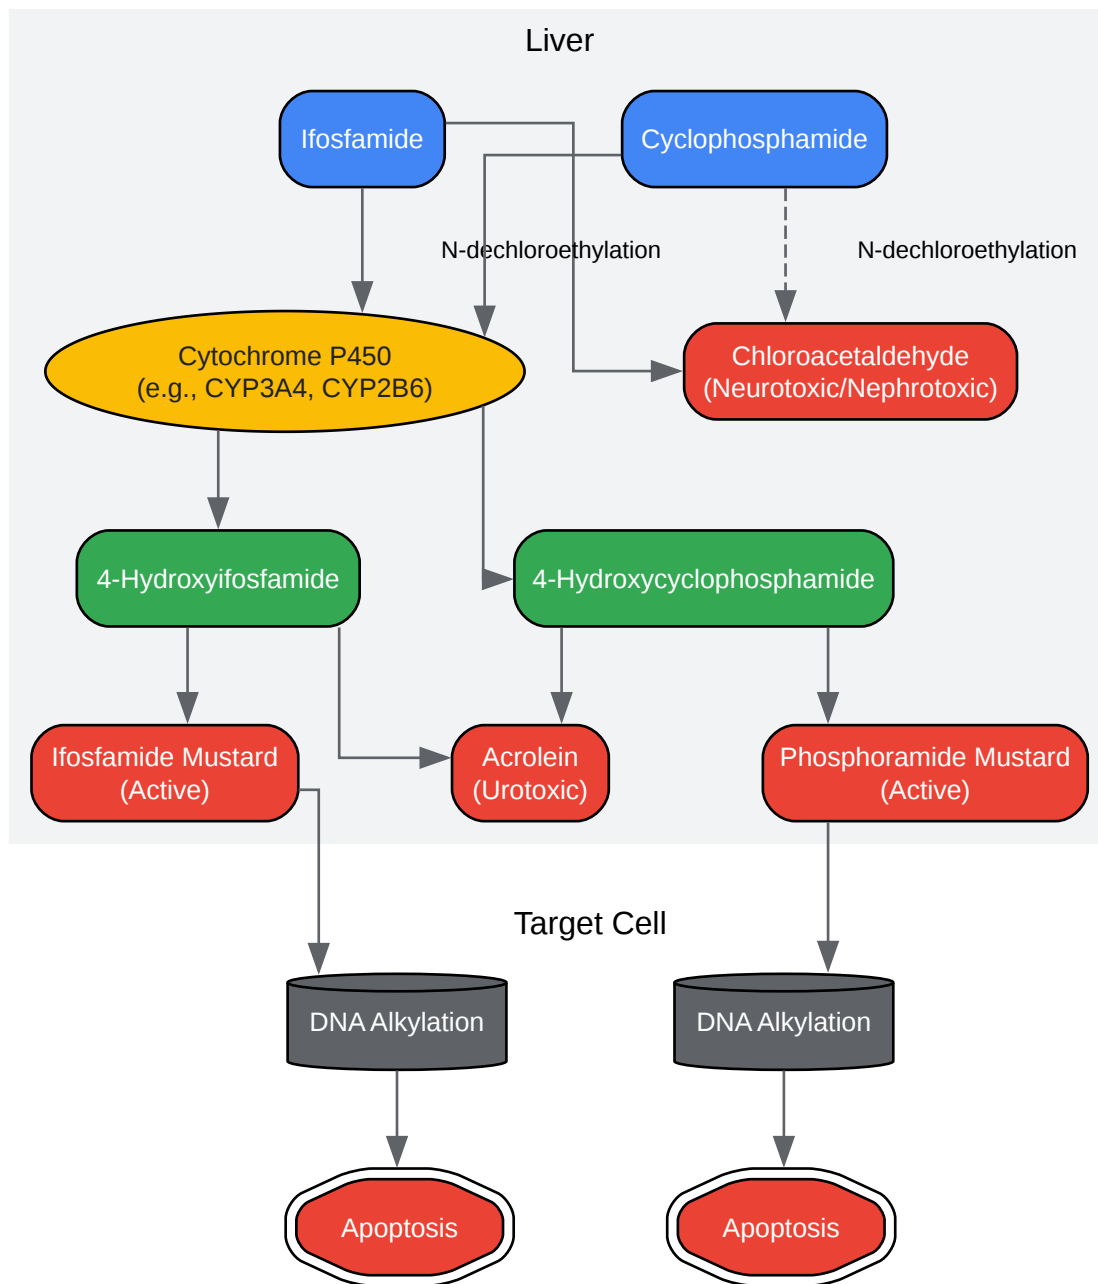 Liver
Ifosfamide
Cyclophosphamide
N-dechloroethylation
N-dechloroethylation
Cytochrome P450
(e.g., CYP3A4, CYP2B6)
Chloroacetaldehyde
(Neurotoxic/Nephrotoxic)
4-Hydroxyifosfamide
4-Hydroxycyclophosphamide
Ifosfamide Mustard
(Active)
Acrolein
(Urotoxic)
Phosphoramide Mustard
(Active)
Target Cell
DNA Alkylation
DNA Alkylation
Apoptosis
Apoptosis